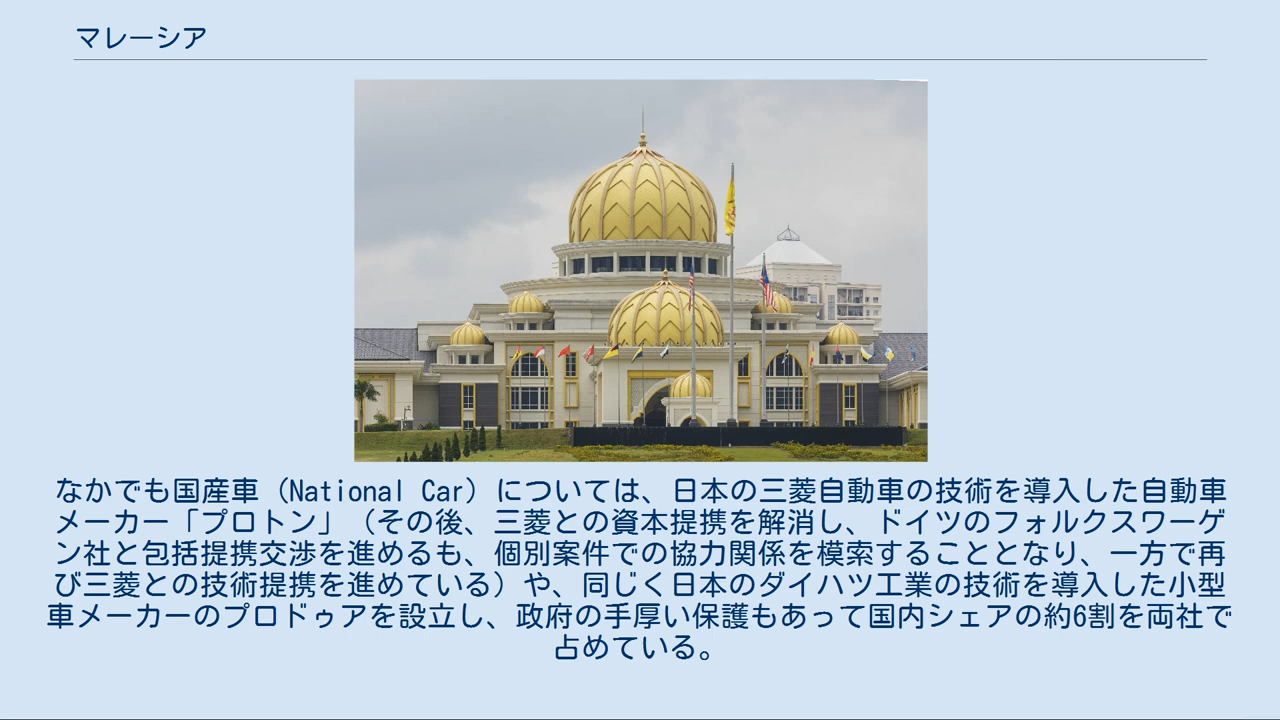 マレーシア
なかでも国産車（National Car）については、日本の三菱自動車の技術を導入した自動車
メーカー「プロトン」（その後、三菱との資本提携を解消し、ドイツのフォルクスワーゲ
ン社と包括提携交渉を進めるも、個別案件での協力関係を模索することとなり、一方で再
び三菱との技術提携を進めている）や、同じく日本のダイハツ工業の技術を導入した小型
車メーカーのプロドゥアを設立し、政府の手厚い保護もあって国内シェアの約6割を両社で
占めている。